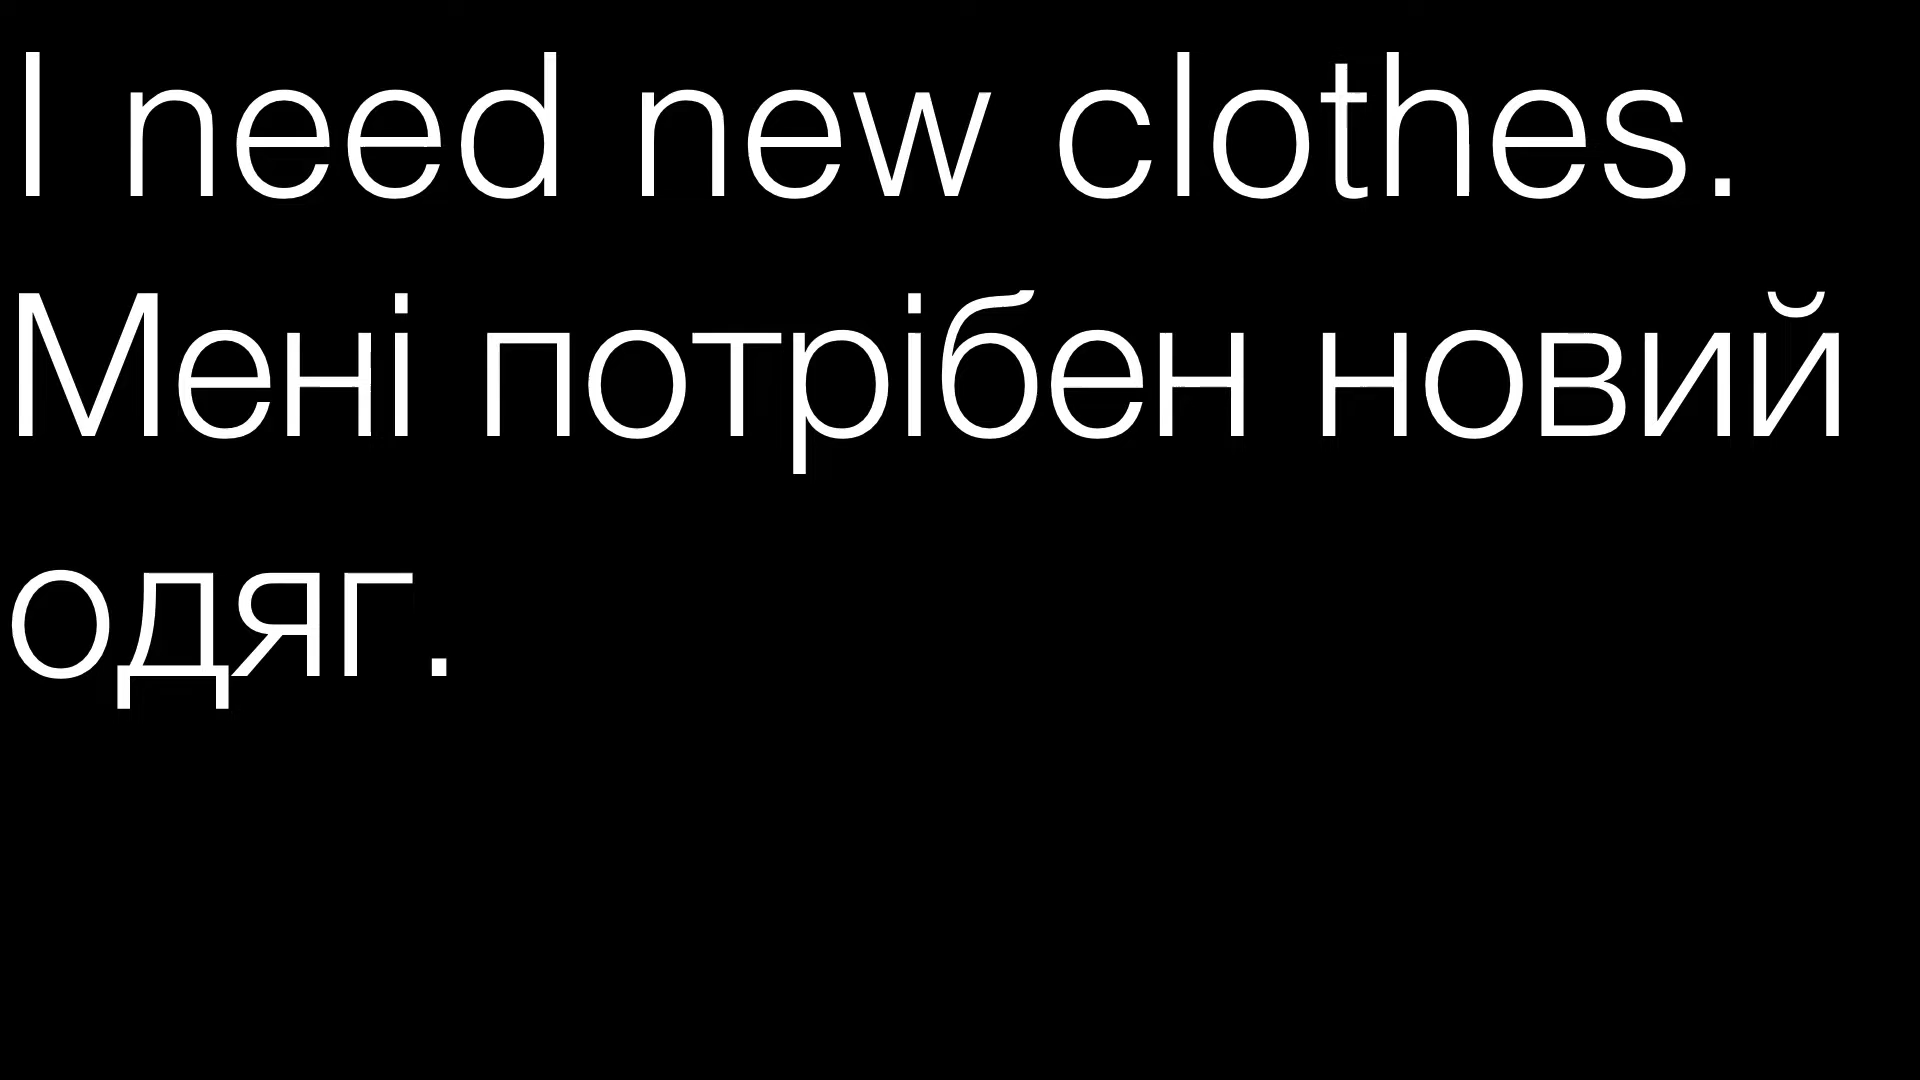 I need new clothes.
Мені потрібен новий
одяг.